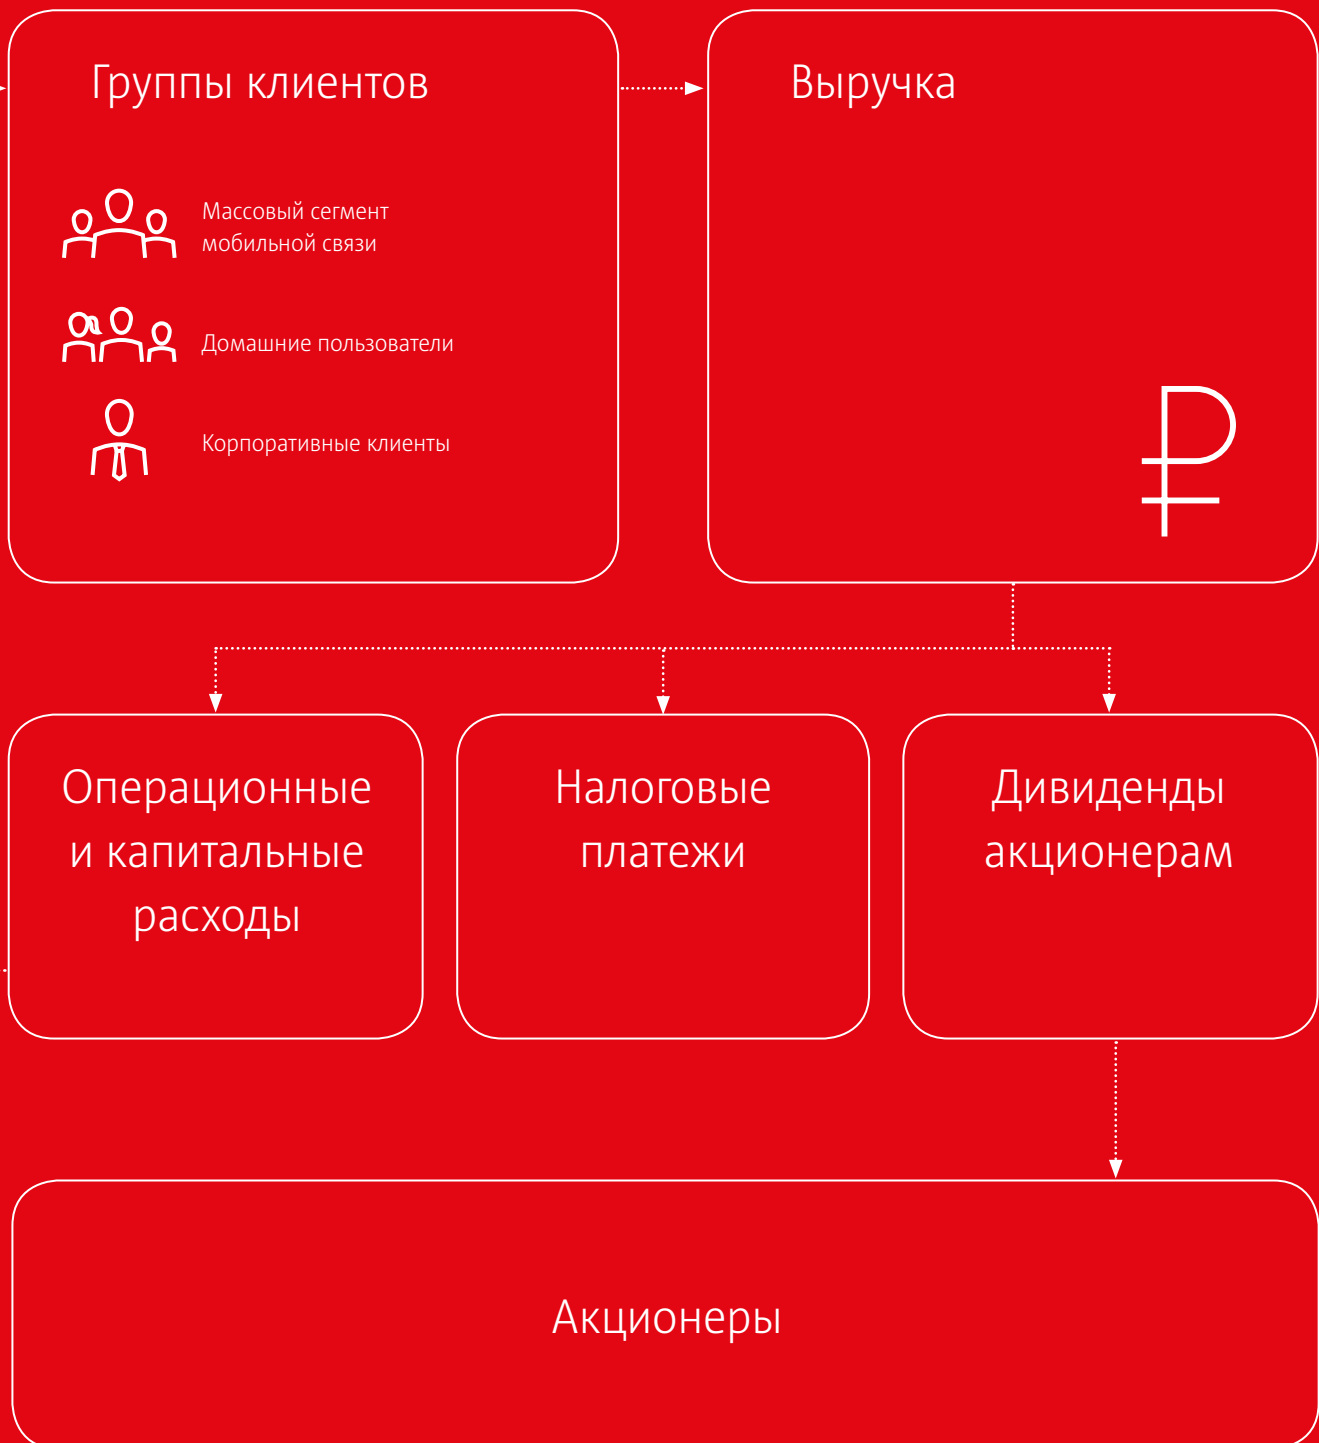 Группы клиентов
Массовый сегмент
мобильной связи
Домашние пользователи
Корпоративные клиенты
Выручка
₽
Операционные
и капитальные
расходы
Налоговые
платежи
Дивиденды
акционерам
Акционеры